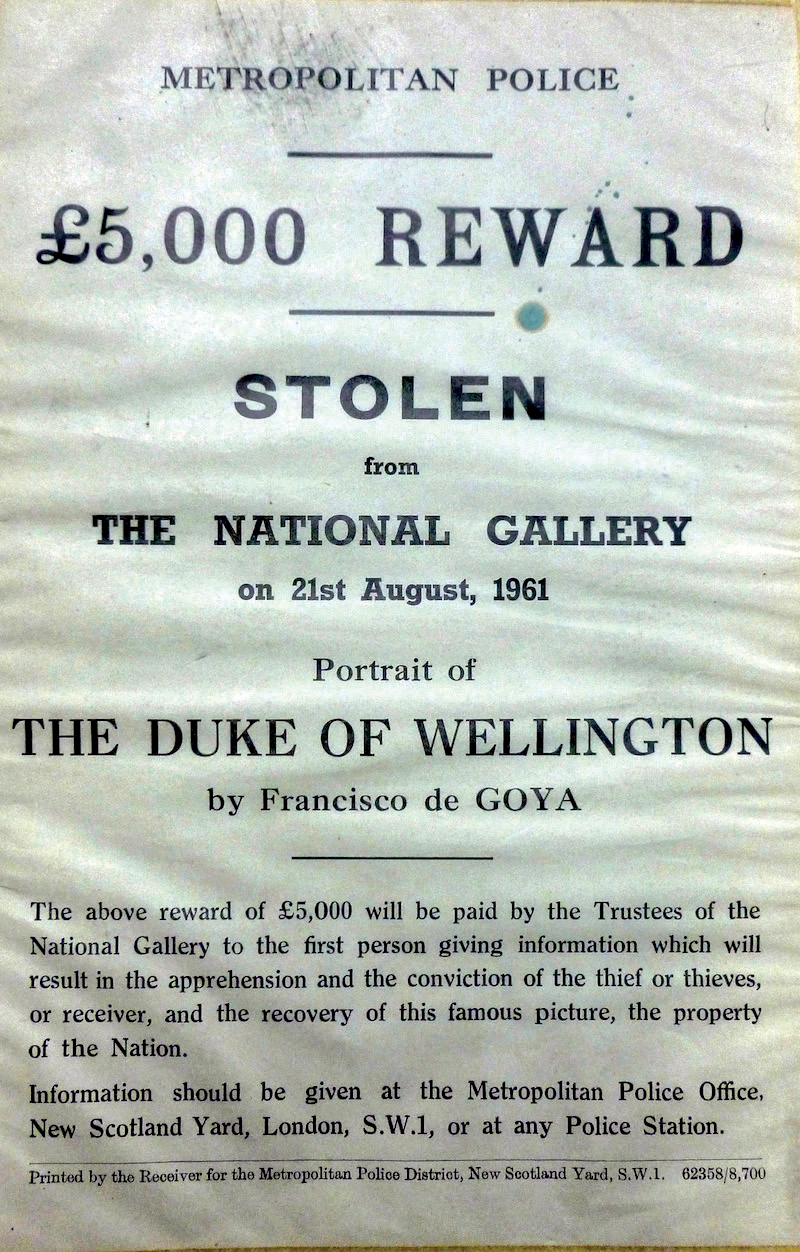 METROPOLITAN POLICE
£5,000 REWARD
STOLEN
from
THE NATIONAL GALLERY
on 21st August, 1961
Portrait of
THE DUKE OF WELLINGTON
by Francisco de GOYA
The above reward of £5,000 will be paid by the Trustees of the
National Gallery to the first person giving information which will
result in the apprehension and the conviction of the thief or thieves,
or receiver, and the recovery of this famous picture, the property
of the Nation.
Information should be given at the Metropolitan Police Office,
New Scotland Yard, London, S.W.1, or at any Police Station.
Printed by the Receiver for the Metropolitan Police District, New Scotland Yard, S.W.1. 62358/8,700